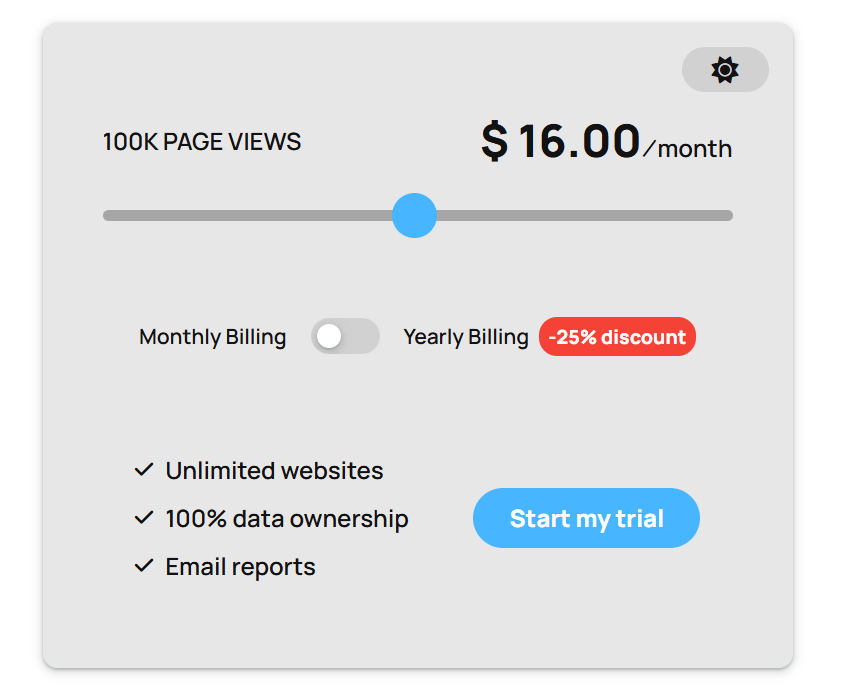 100K PAGE VIEWS
$ 16.00/month
Monthly Billing
Yearly Billing
-25% discount
Unlimited websites
100% data ownership
Email reports
Start my trial